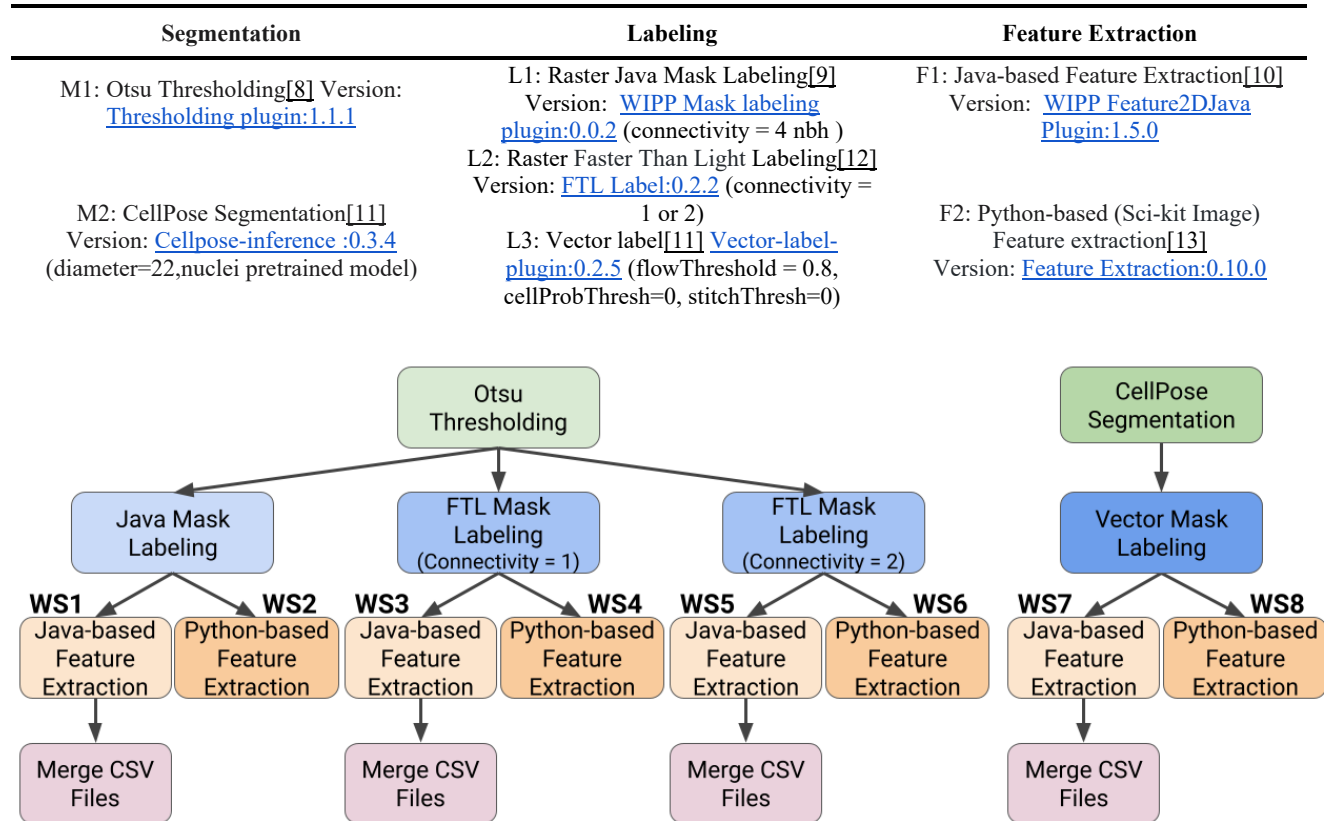 Segmentation
Labeling
Feature Extraction
M1: Otsu Thresholding[8] Version:
Thresholding plugin:1.1.1
L1: Raster Java Mask Labeling[9]
Version: WIPP Mask labeling
plugin:0.0.2 (connectivity = 4 nbh )
F1: Java-based Feature Extraction[10]
Version: WIPP Feature2DJava
Plugin:1.5.0
M2: CellPose Segmentation[11]
Version: Cellpose-inference :0.3.4
(diameter=22,nuclei pretrained model)
L2: Raster Faster Than Light Labeling[12]
Version: FTL Label:0.2.2 (connectivity =
1 or 2)
L3: Vector label[11] Vector-label-
plugin:0.2.5 (flowThreshold = 0.8,
cellProbThresh=0, stitchThresh=0)
F2: Python-based (Sci-kit Image)
Feature extraction[13]
Version: Feature Extraction:0.10.0
Otsu
Thresholding
CellPose
Segmentation
Java Mask
Labeling
FTL Mask
Labeling
(Connectivity = 1)
FTL Mask
Labeling
(Connectivity = 2)
Vector Mask
Labeling
WS1
WS2
WS3
WS4
WS5
WS6
WS7
WS8
Java-based
Feature
Extraction
Python-based
Feature
Extraction
Java-based
Feature
Extraction
Python-based
Feature
Extraction
Java-based
Feature
Extraction
Python-based
Feature
Extraction
Java-based
Feature
Extraction
Python-based
Feature
Extraction
Merge CSV
Files
Merge CSV
Files
Merge CSV
Files
Merge CSV
Files